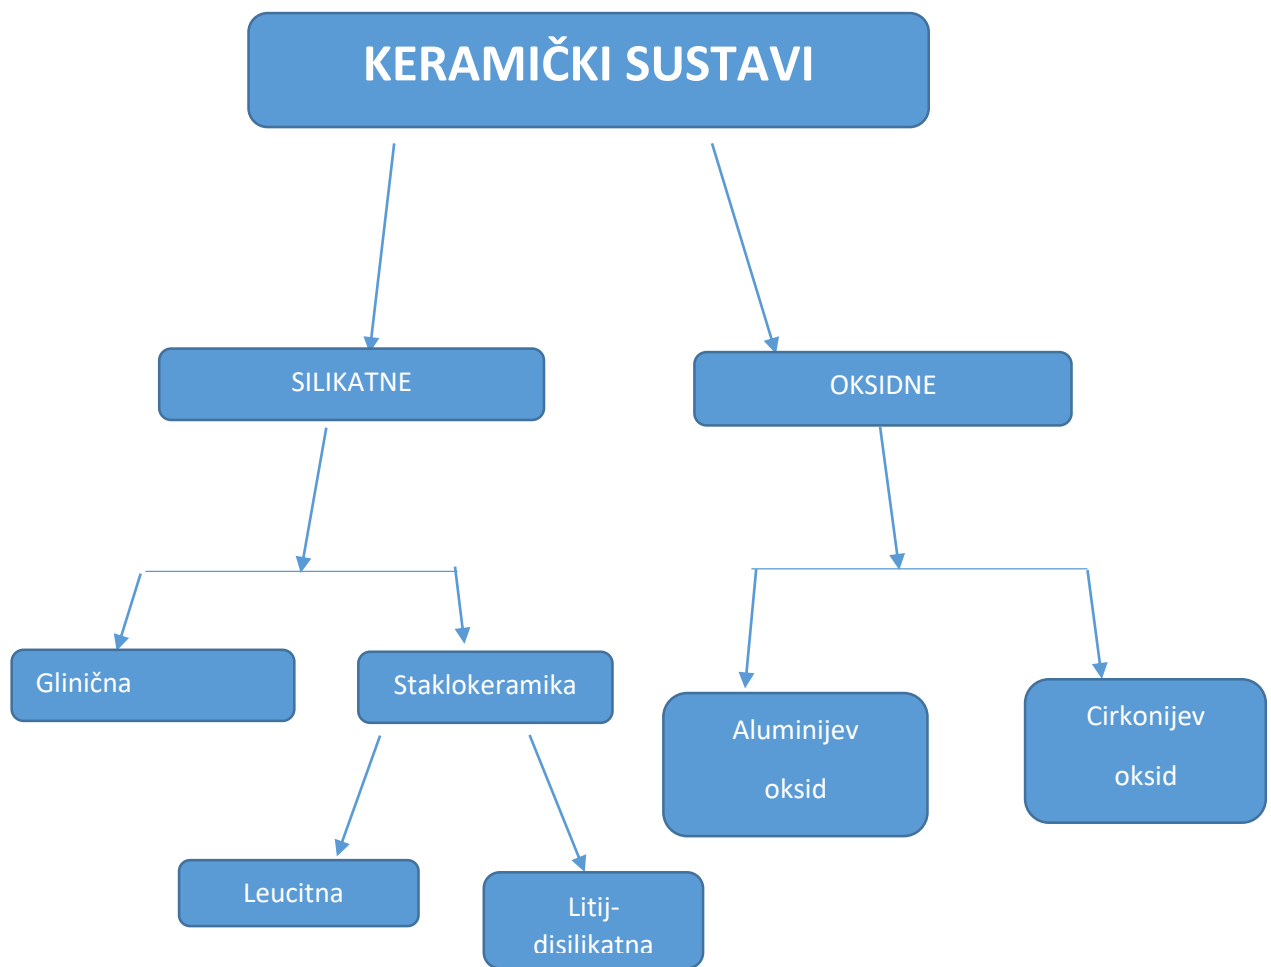 KERAMIČKI SUSTAVI
SILIKATNE
OKSIDNE
Glinična
Staklokeramika
Aluminijev
oksid
Cirkonijev
oksid
Leucitna
Litij-
disilikatna